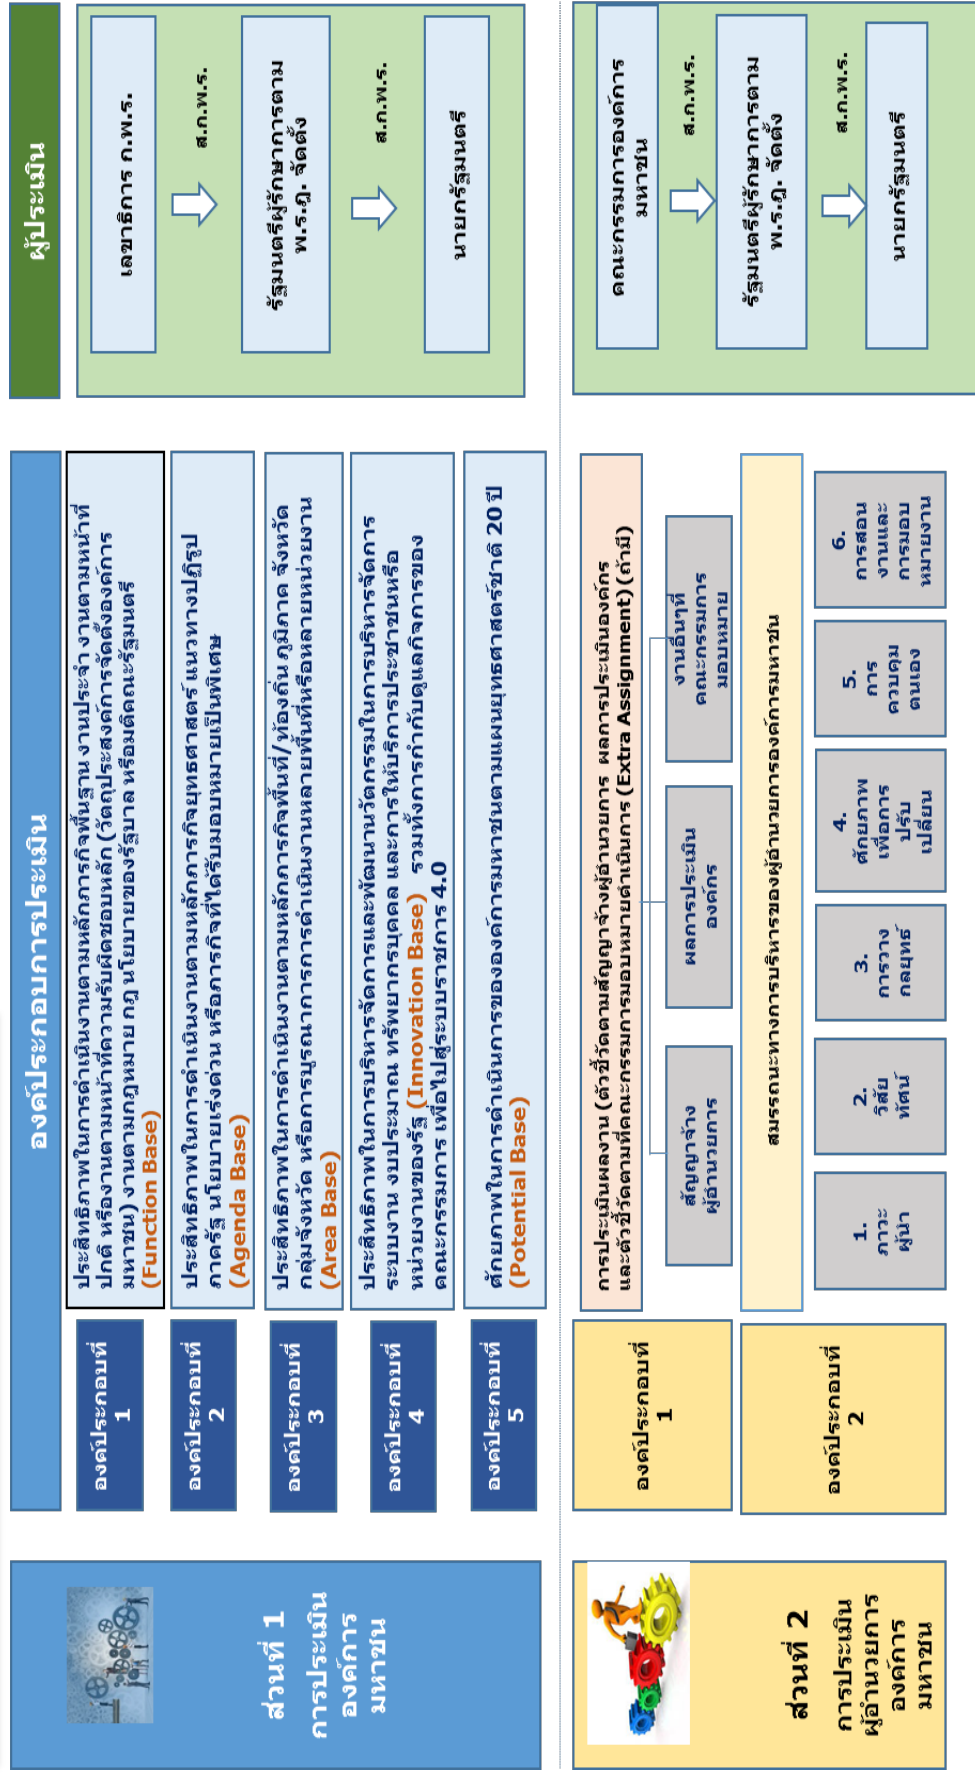 องค์ประกอบการประเมิน
ผู้ประเมิน
ส่วนที่ 1
การประเมิน
องค์การ
มหาชน
องค์ประกอบที่
1
ประสิทธิภาพในการดำเนินงานตามหลักภารกิจพื้นฐาน งานประจำ งานตามหน้าที่
ปกติ หรืองานตามหน้าที่ความรับผิดชอบหลัก (วัตถุประสงค์การจัดตั้งองค์การ
มหาชน) งานตามกฎหมาย กฎ นโยบายของรัฐบาล หรือมติคณะรัฐมนตรี
(Function Base)
องค์ประกอบที่
2
ประสิทธิภาพในการดำเนินงานตามหลักภารกิจยุทธศาสตร์ แนวทางปฏิรูป
ภาครัฐ นโยบายเร่งด่วน หรือภารกิจที่ได้รับมอบหมายเป็นพิเศษ
(Agenda Base)
องค์ประกอบที่
3
ประสิทธิภาพในการดำเนินงานตามหลักภารกิจพื้นที่/ท้องถิ่น ภูมิภาค จังหวัด
กลุ่มจังหวัด หรือการบูรณาการการดำเนินงานหลายพื้นที่หรือหลายหน่วยงาน
(Area Base)
องค์ประกอบที่
4
ประสิทธิภาพในการบริหารจัดการและพัฒนานวัตกรรมในการบริหารจัดการ
ระบบงาน งบประมาณ ทรัพยากรบุคคล และการให้บริการประชาชนหรือ
หน่วยงานของรัฐ (Innovation Base) รวมทั้งการกำกับดูแลกิจการของ
คณะกรรมการ เพื่อไปสู่ระบบราชการ 4.0
องค์ประกอบที่
5
ศักยภาพในการดำเนินการขององค์การมหาชนตามแผนยุทธศาสตร์ชาติ 20 ปี
(Potential Base)
เลขาธิการ ก.พ.ร.
ส.ก.พ.ร.
รัฐมนตรีผู้รักษาการตาม
พ.ร.ฎ. จัดตั้ง
ส.ก.พ.ร.
นายกรัฐมนตรี
ส่วนที่ 2
การประเมิน
ผู้อำนวยการ
องค์การ
มหาชน
องค์ประกอบที่
1
การประเมินผลงาน (ตัวชี้วัดตามสัญญาจ้างผู้อำนวยการ ผลการประเมินองค์กร
และตัวชี้วัดตามที่คณะกรรมการมอบหมายดำเนินการ (Extra Assignment) (ถ้ามี)
สัญญาจ้าง
ผู้อำนวยการ
ผลการประเมิน
องค์กร
งานอื่นๆที่
คณะกรรมการ
มอบหมาย
องค์ประกอบที่
2
สมรรถนะทางการบริหารของผู้อำนวยการองค์การมหาชน
1.
ภาวะ
ผู้นำ
2.
วิสัย
ทัศน์
3.
การวาง
กลยุทธ์
4.
ศักยภาพ
เพื่อการ
ปรับ
เปลี่ยน
5.
การ
ควบคุม
ตนเอง
6.
การสอน
งานและ
การมอบ
หมายงาน
คณะกรรมการองค์การ
มหาชน
ส.ก.พ.ร.
รัฐมนตรีผู้รักษาการตาม
พ.ร.ฎ. จัดตั้ง
ส.ก.พ.ร.
นายกรัฐมนตรี